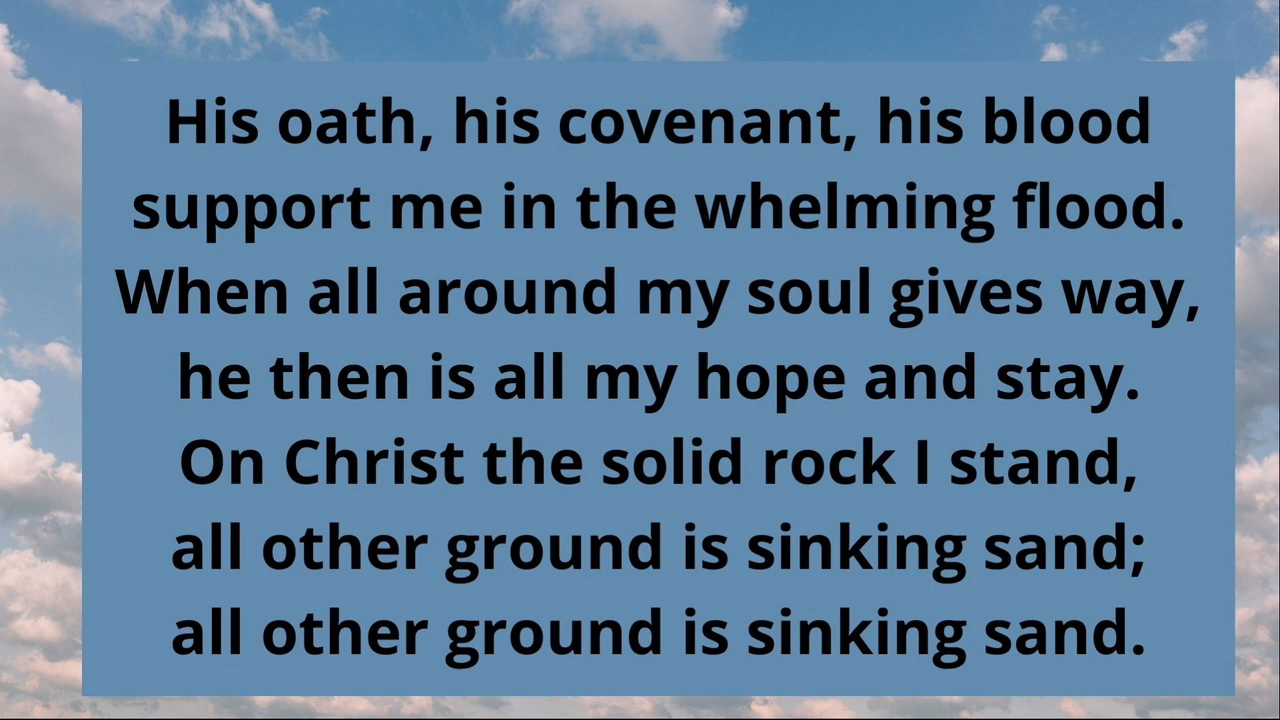 His oath, his covenant, his blood
support me in the whelming flood.
When all around my soul gives way,
he then is all my hope and stay.
On Christ the solid rock I stand,
all other ground is sinking sand;
all other ground is sinking sand.